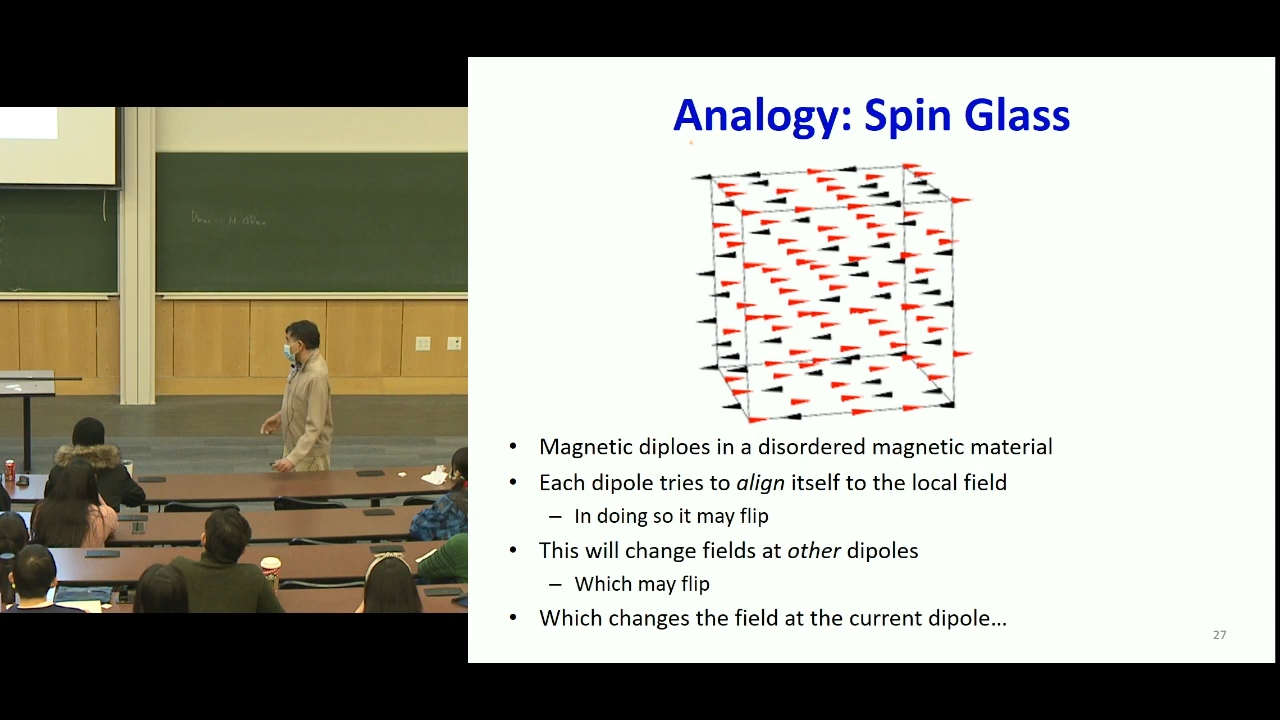 Analogy: Spin Glass
• Magnetic diploes in a disordered magnetic material
• Each dipole tries to align itself to the local field
– In doing so it may flip
• This will change fields at other dipoles
– Which may flip
• Which changes the field at the current dipole...
27